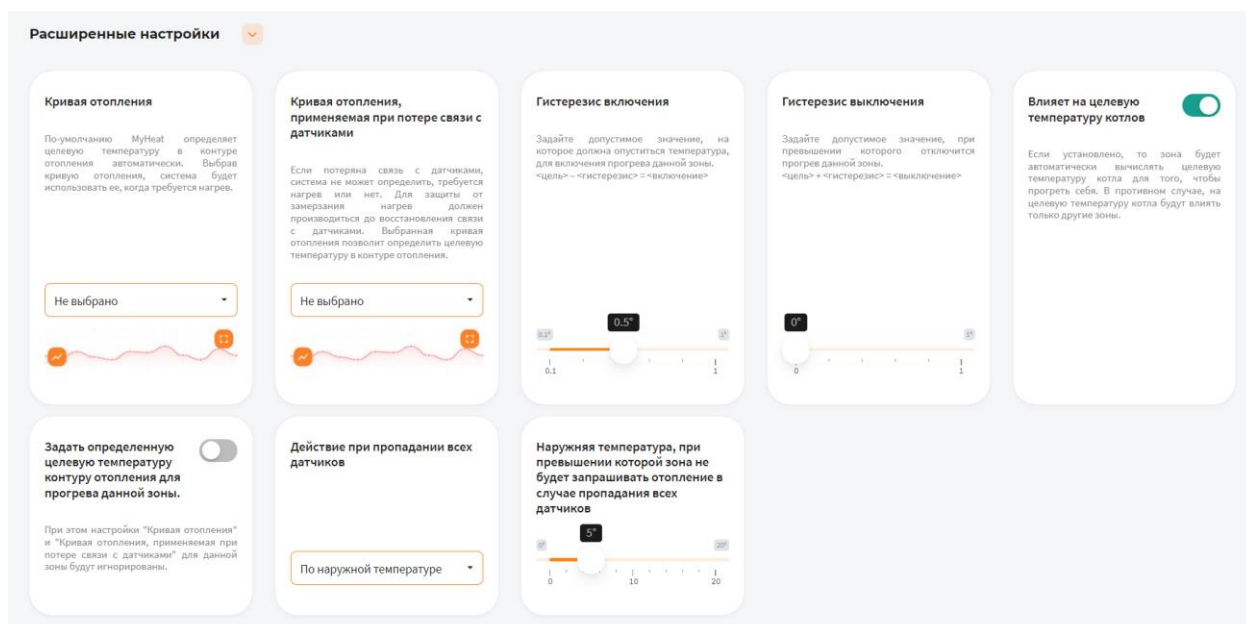 Расширенные настройки
Кривая отопления
По-умолчанию MyHeat определяет
целевую температуру в контуре
отопления автоматически. Выбрав
кривую отопления, система будет
использовать ее, когда требуется нагрев.
Не выбрано
Кривая отопления,
применяемая при потере связи с
датчиками
Если потеряна связь с датчиками,
система не может определить, требуется
нагрев или нет. Для защиты от
замерзания нагрев должен
производиться до восстановления связи
с датчиками. Выбранная кривая
отопления позволит определить целевую
температуру в контуре отопления.
Не выбрано
Гистерезис включения
Задайте допустимое значение, на
которое должна опуститься температура,
для включения прогрева данной зоны.
<цель> – <гистерезис> = <включение>
0.5°
0.1° 1°
0.1 1
Гистерезис выключения
Задайте допустимое значение, при
превышении которого отключится
прогрев данной зоны.
<цель> + <гистерезис> = <выключение>
0°
1°
0 1
Влияет на целевую
температуру котлов
Если установлено, то зона будет
автоматически вычислять целевую
температуру котла для того, чтобы
прогреть себя. В противном случае, на
целевую температуру котла будут влиять
только другие зоны.
Задать определенную
целевую температуру
контуру отопления для
прогрева данной зоны.
При этом настройки "Кривая отопления"
и "Кривая отопления, применяемая при
потере связи с датчиками" для данной
зоны будут игнорированы.
Действие при пропадании всех
датчиков
По наружной температуре
Наружная температура, при
превышении которой зона не
будет запрашивать отопление в
случае пропадания всех
датчиков
5°
0° 20°
0 10 20